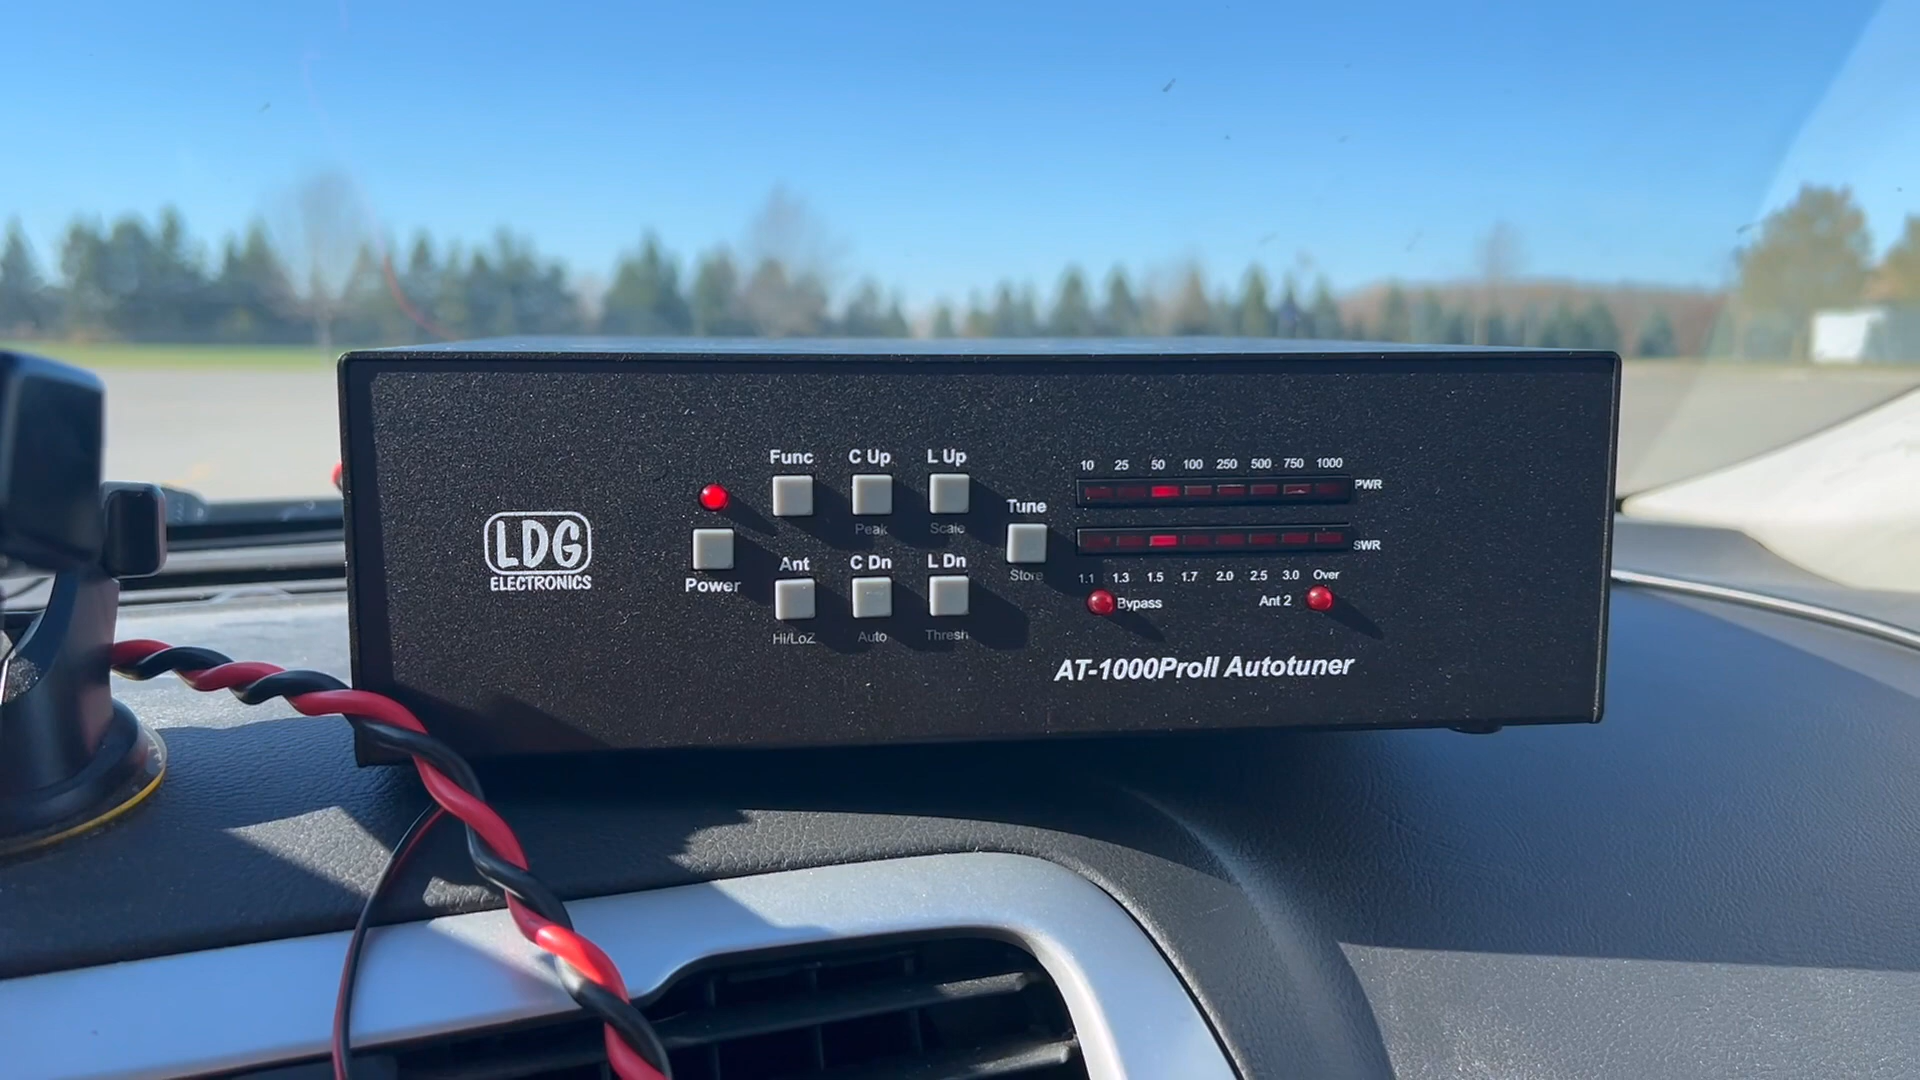 Func C Up L Up
Peak Scale
Power
Ant C Dn L Dn
Hi/LoZ Auto Thresh
Tune
Store
10 25 50 100 250 500 750 1000
PWR
SWR
1.1 1.3 1.5 1.7 2.0 2.5 3.0 Over
Bypass Ant 2
LDG
ELECTRONICS
AT-1000ProII Autotuner